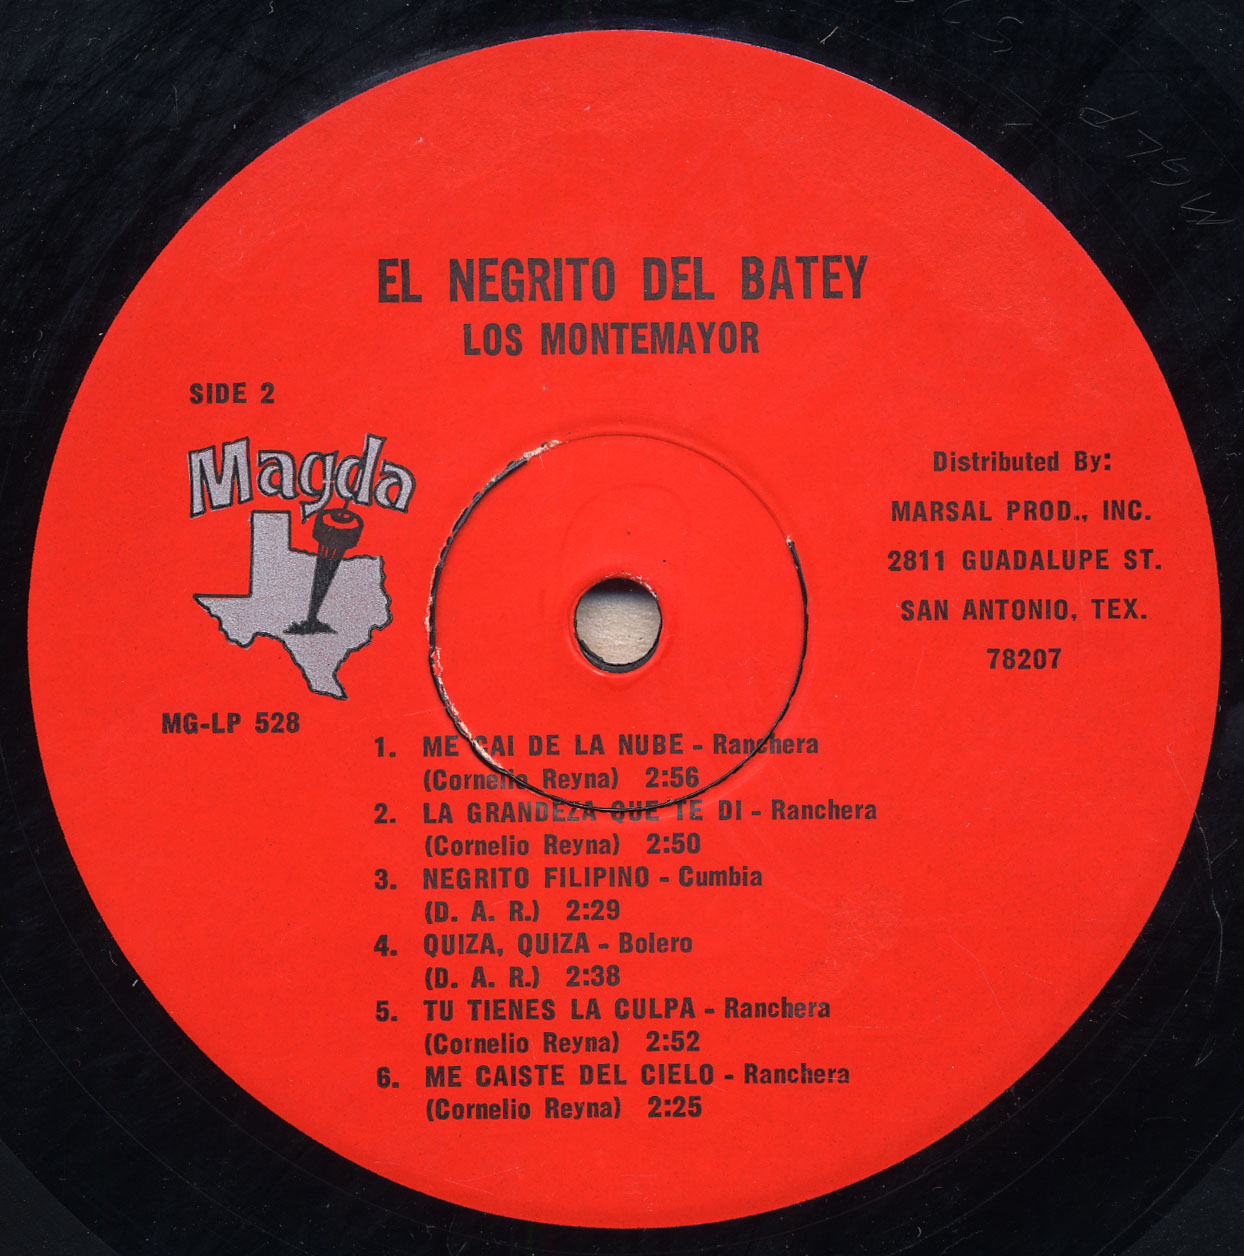 EL NEGRITO DEL BATEY
LOS MONTEMAYOR
SIDE 2
Magda
MG-LP 528
Distributed By:
MARSAL PROD., INC.
2811 GUADALUPE ST.
SAN ANTONIO, TEX.
78207
1. ME CAI DE LA NUBE - Ranchera
(Cornelio Reyna) 2:56
2. LA GRANDEZA QUE TE DI - Ranchera
(Cornelio Reyna) 2:50
3. NEGRITO FILIPINO - Cumbia
(D. A. R.) 2:29
4. QUIZA, QUIZA - Bolero
(D. A. R.) 2:38
5. TU TIENES LA CULPA - Ranchera
(Cornelio Reyna) 2:52
6. ME CAISTE DEL CIELO - Ranchera
(Cornelio Reyna) 2:25